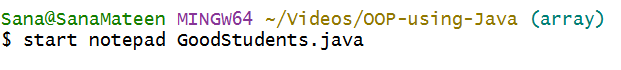 Sana@SanaMateen MINGW64 ~/Videos/OOP-using-Java (array)
$ start notepad GoodStudents.java